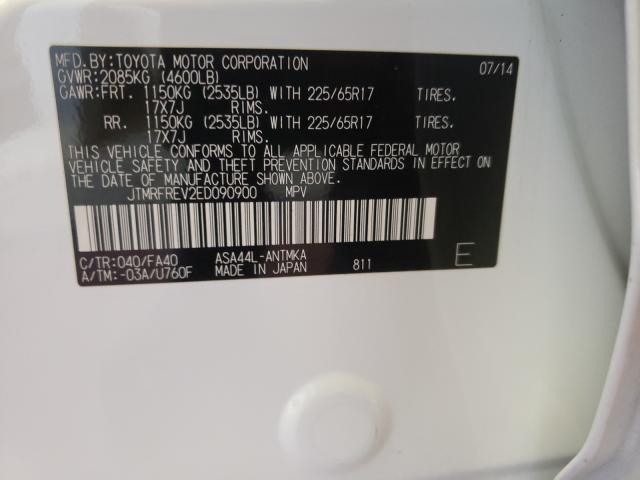 MFD.BY:TOYOTA MOTOR CORPORATION 07/14
GVWR:2085KG (4600LB)
GAWR:FRT. 1150KG (2535LB) WITH 225/65R17 TIRES.
17X7J RIMS.
RR. 1150KG (2535LB) WITH 225/65R17 TIRES.
17X7J RIMS.
THIS VEHICLE CONFORMS TO ALL APPLICABLE FEDERAL MOTOR
VEHICLE SAFETY AND THEFT PREVENTION STANDARDS IN EFFECT ON
THE DATE OF MANUFACTURE SHOWN ABOVE.
JTMRFREV2ED090900 MPV
C/TR:040/FA40 ASA44L-ANTMKA E
A/TM:-03A/U760F MADE IN JAPAN 811